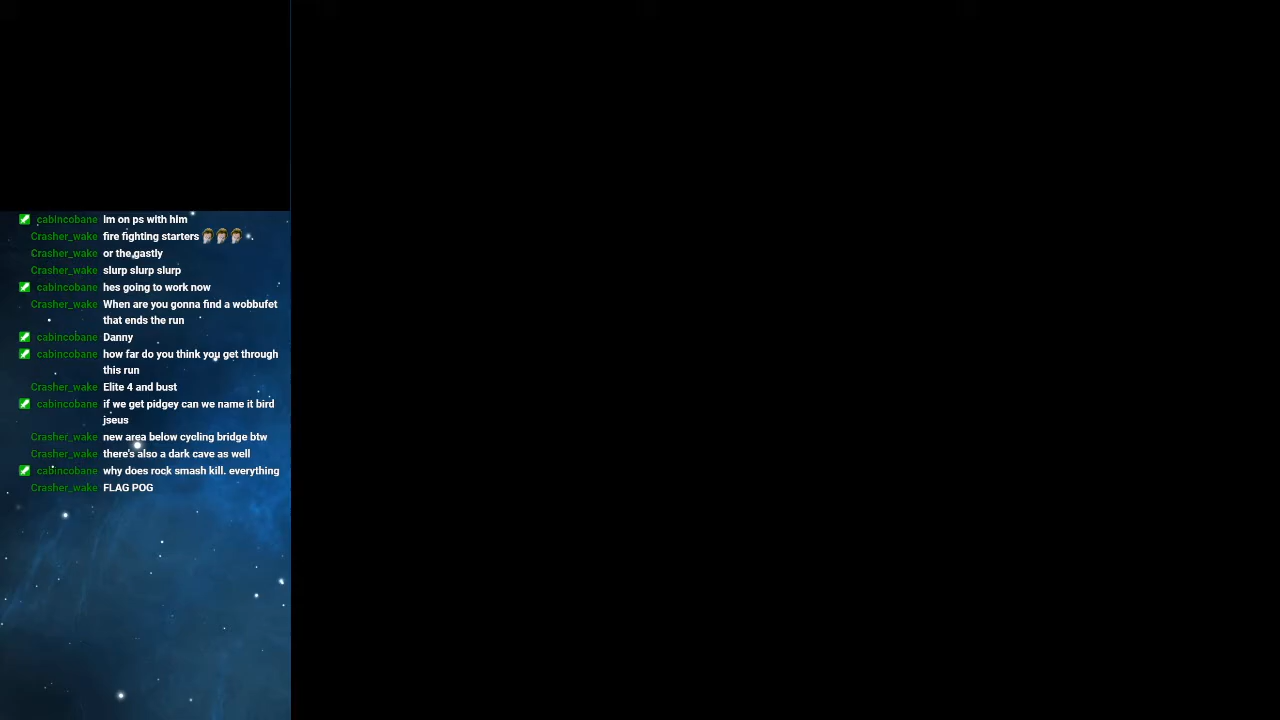 cabincobane Im on ps with him
Crasher_wake fire fighting starters
Crasher_wake or the gastly
Crasher_wake slurp slurp slurp
cabincobane hes going to work now
Crasher_wake When are you gonna find a wobbufet
that ends the run
cabincobane Danny
cabincobane how far do you think you get through
this run
Crasher_wake Elite 4 and bust
cabincobane if we get pidgey can we name it bird
jseus
Crasher_wake new area below cycling bridge btw
Crasher_wake there's also a dark cave as well
cabincobane why does rock smash kill. everything
Crasher_wake FLAG POG